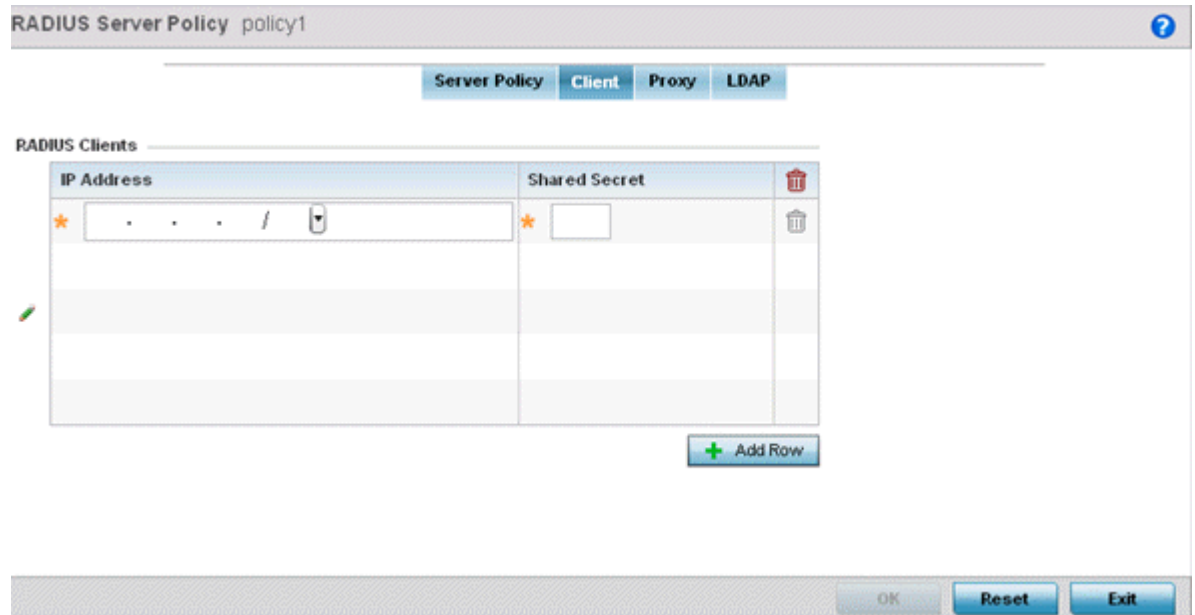 RADIUS Server Policy policy1 ?
Server Policy Client Proxy LDAP
RADIUS Clients
IP Address Shared Secret
* . . . / *
+ Add Row
OK Reset Exit